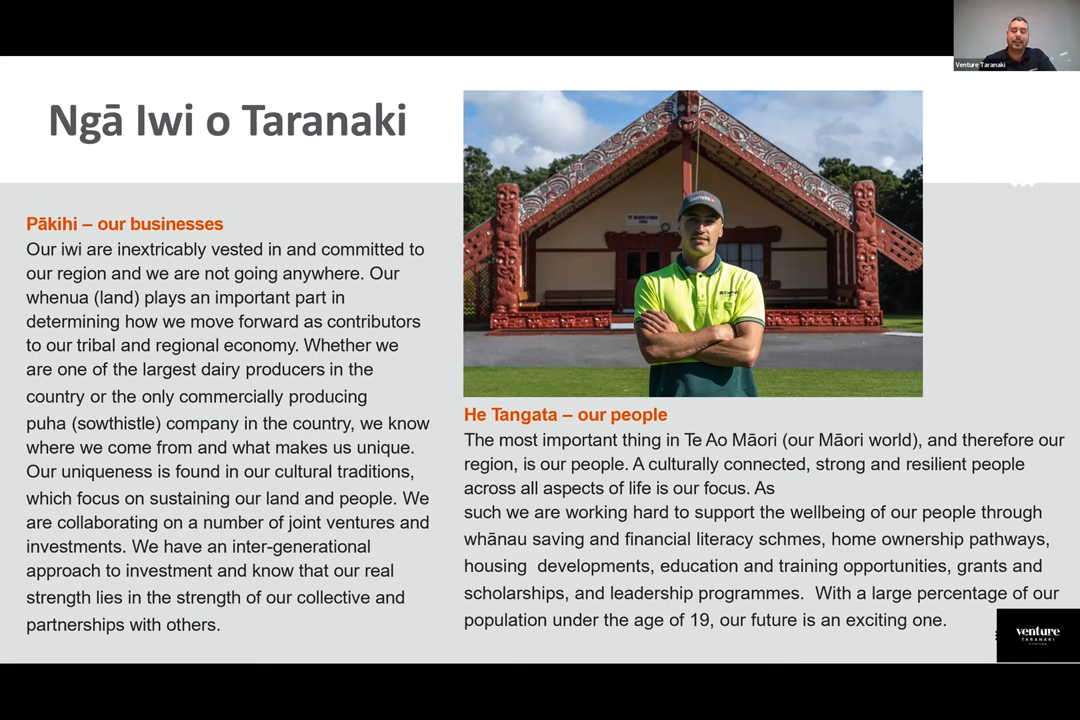 Venture Taranaki
Ngā Iwi o Taranaki
Pākihi – our businesses
Our iwi are inextricably vested in and committed to
our region and we are not going anywhere. Our
whenua (land) plays an important part in
determining how we move forward as contributors
to our tribal and regional economy. Whether we
are one of the largest dairy producers in the
country or the only commercially producing
puha (sowthistle) company in the country, we know
where we come from and what makes us unique.
Our uniqueness is found in our cultural traditions,
which focus on sustaining our land and people. We
are collaborating on a number of joint ventures and
investments. We have an inter-generational
approach to investment and know that our real
strength lies in the strength of our collective and
partnerships with others.
He Tangata – our people
The most important thing in Te Ao Māori (our Māori world), and therefore our
region, is our people. A culturally connected, strong and resilient people
across all aspects of life is our focus. As
such we are working hard to support the wellbeing of our people through
whānau saving and financial literacy schmes, home ownership pathways,
housing  developments, education and training opportunities, grants and
scholarships, and leadership programmes.  With a large percentage of our
population under the age of 19, our future is an exciting one.
venture
TARANAKI